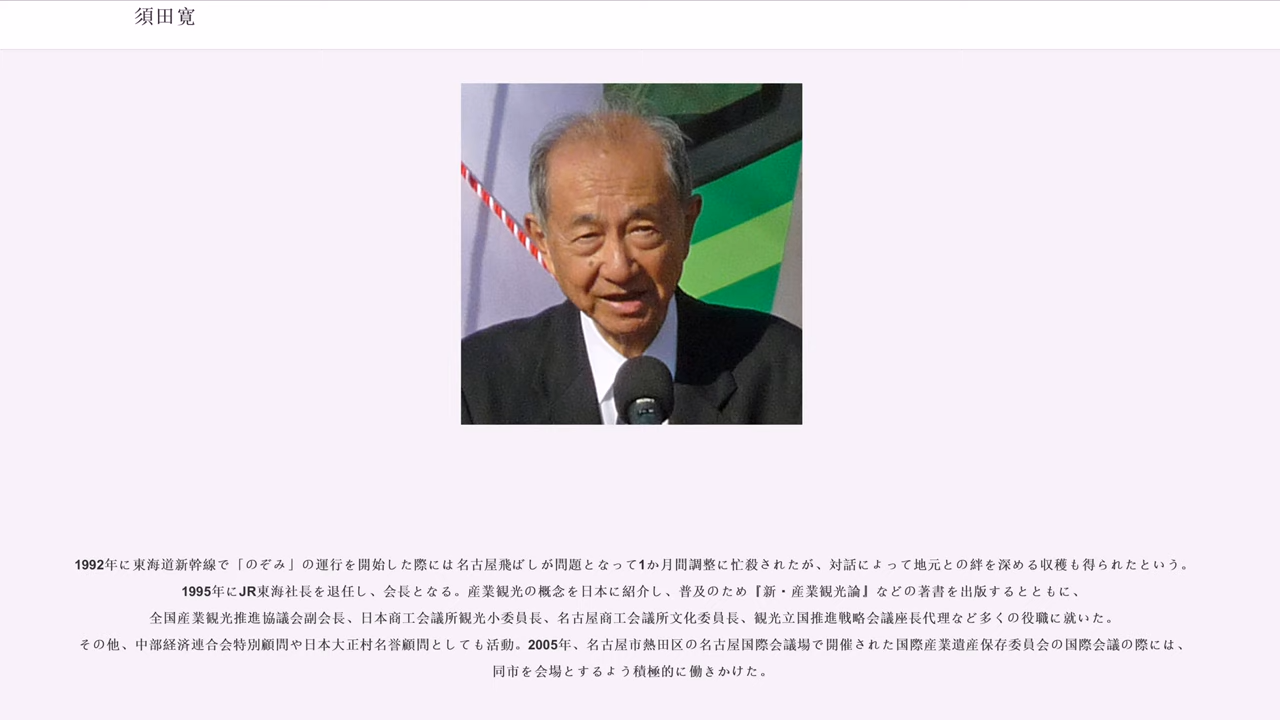 須田寛
1992年に東海道新幹線で「のぞみ」の運行を開始した際には名古屋飛ばしが問題となって1か月間調整に忙殺されたが、対話によって地元との絆を深める収穫も得られたという。
1995年にJR東海社長を退任し、会長となる。産業観光の概念を日本に紹介し、普及のため『新・産業観光論』などの著書を出版するとともに、
全国産業観光推進協議会副会長、日本商工会議所観光小委員長、名古屋商工会議所文化委員長、観光立国推進戦略会議座長代理など多くの役職に就いた。
その他、中部経済連合会特別顧問や日本大正村名誉顧問としても活動。2005年、名古屋市熱田区の名古屋国際会議場で開催された国際産業遺産保存委員会の国際会議の際には、
同市を会場とするよう積極的に働きかけた。